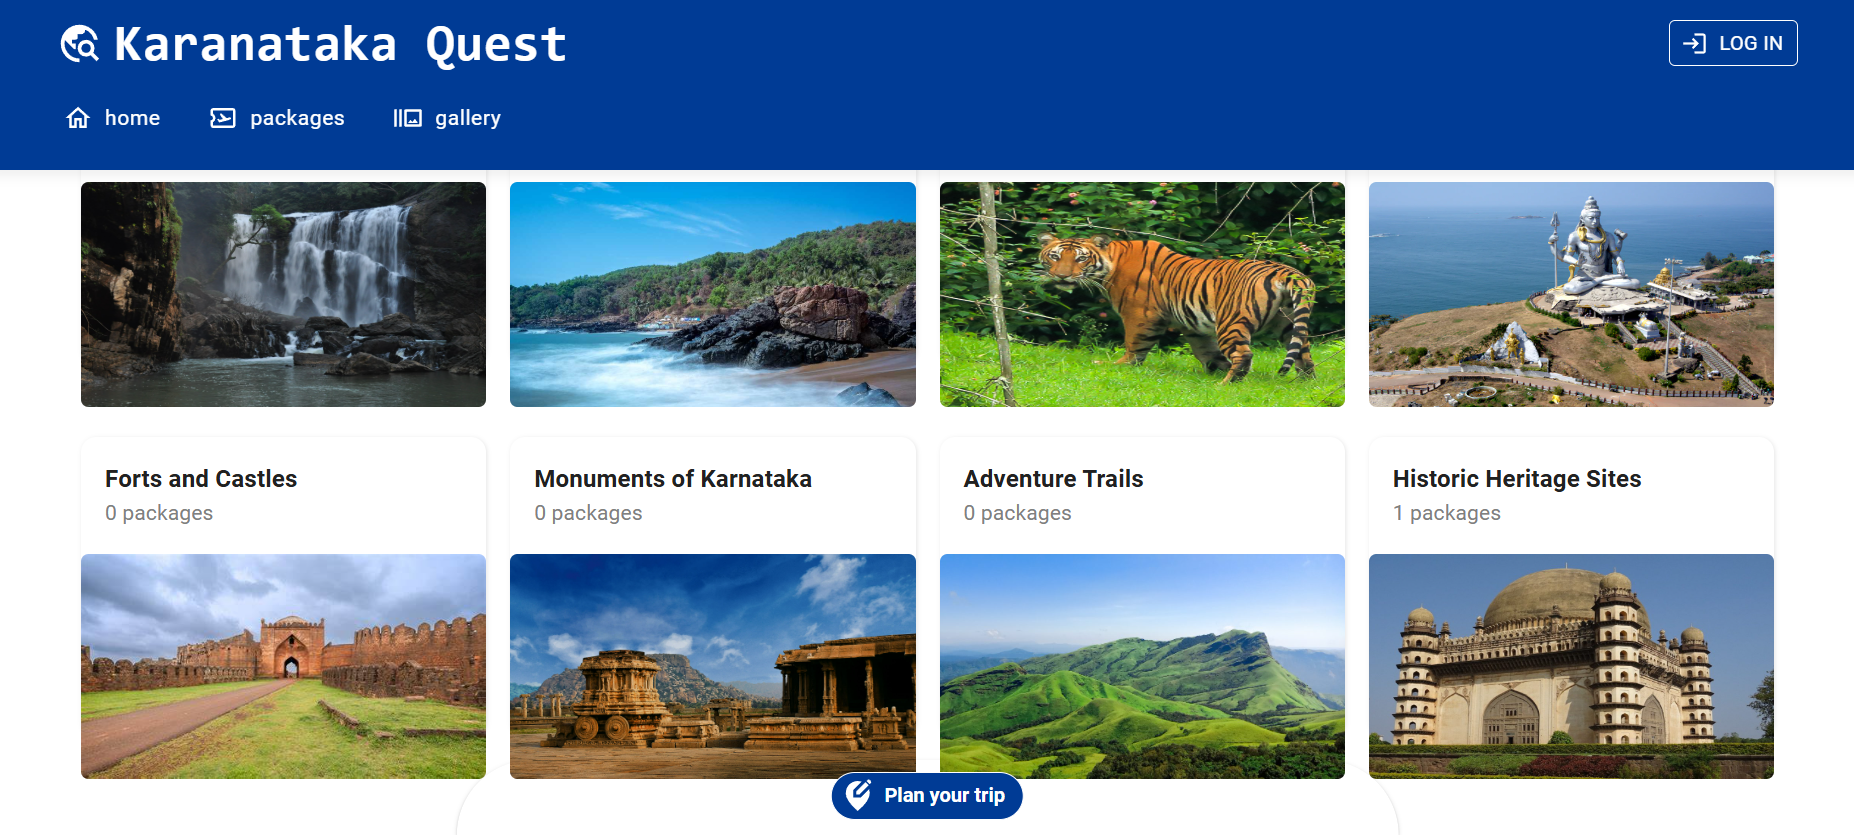 Karanataka Quest
LOG IN
home
packages
gallery
Forts and Castles
0 packages
Monuments of Karnataka
0 packages
Adventure Trails
0 packages
Historic Heritage Sites
1 packages
Plan your trip